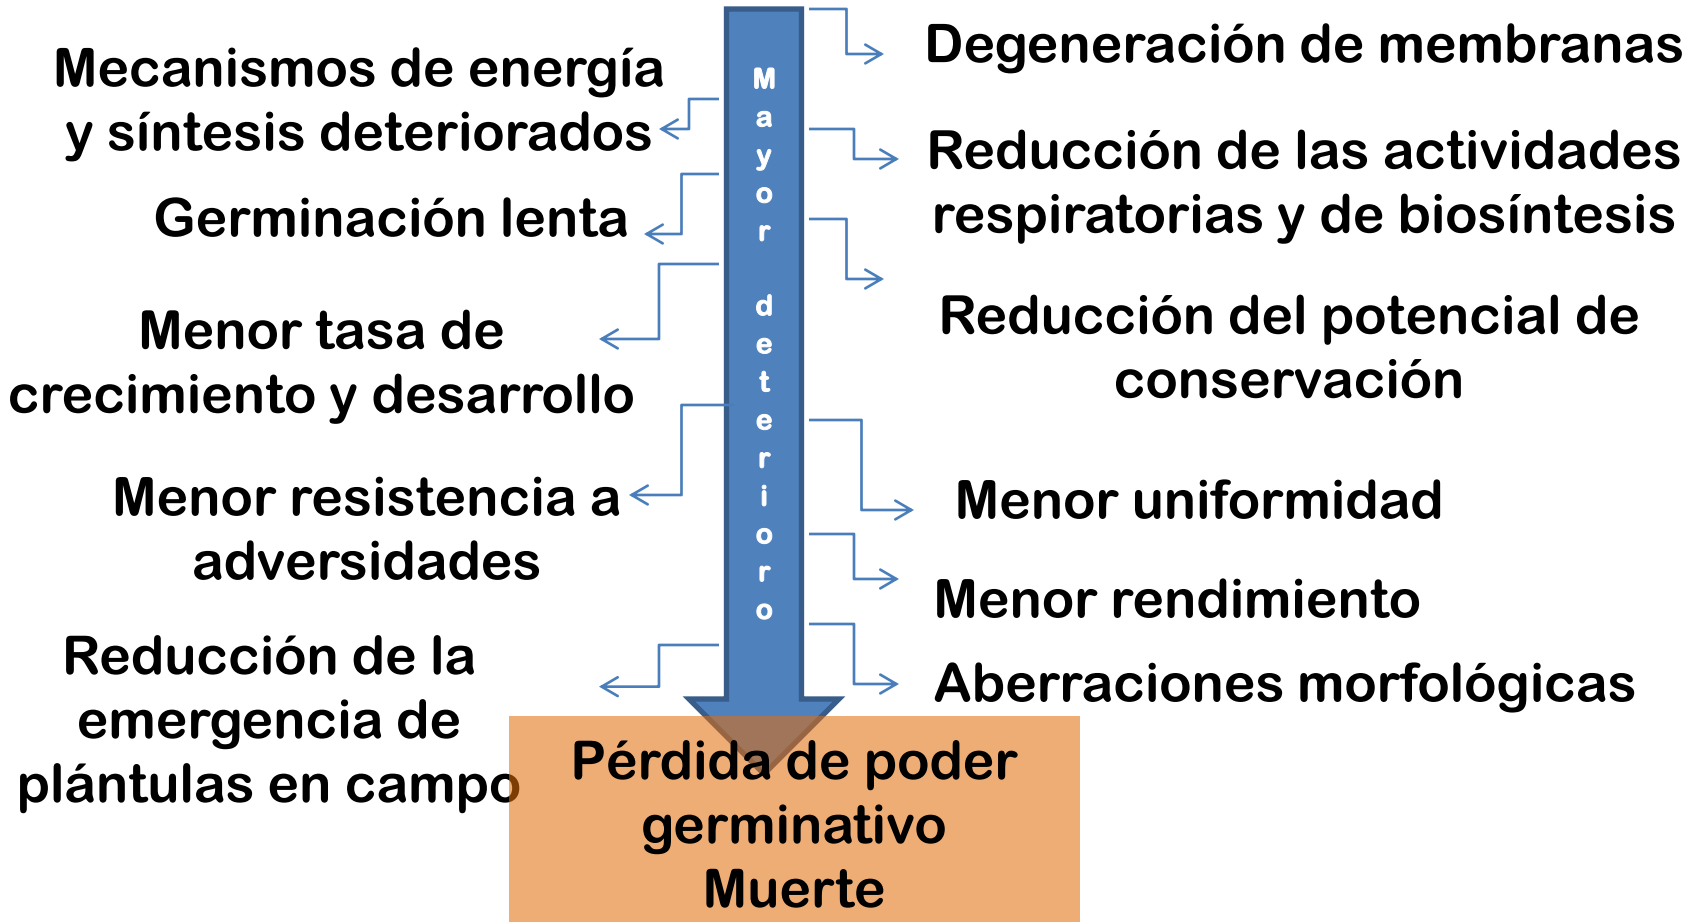 Degeneración de membranas
Mecanismos de energía
y síntesis deteriorados
Reducción de las actividades
respiratorias y de biosíntesis
Germinación lenta
Reducción del potencial de
conservación
Menor tasa de
crecimiento y desarrollo
Mayor deterioro
Menor resistencia a
adversidades
Menor uniformidad
Menor rendimiento
Reducción de la
emergencia de
plántulas en campo
Aberraciones morfológicas
Pérdida de poder
germinativo
Muerte